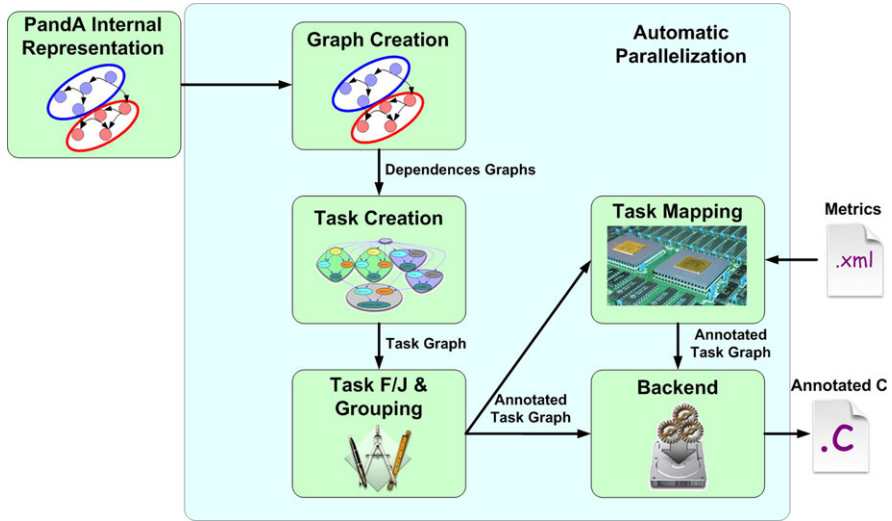 PandA Internal
Representation
Graph Creation
Automatic
Parallelization
Dependences Graphs
Task Creation
Task Mapping
Metrics
.xml
Task Graph
Annotated
Task Graph
Task F/J &
Grouping
Annotated
Task Graph
Backend
Annotated C
.C